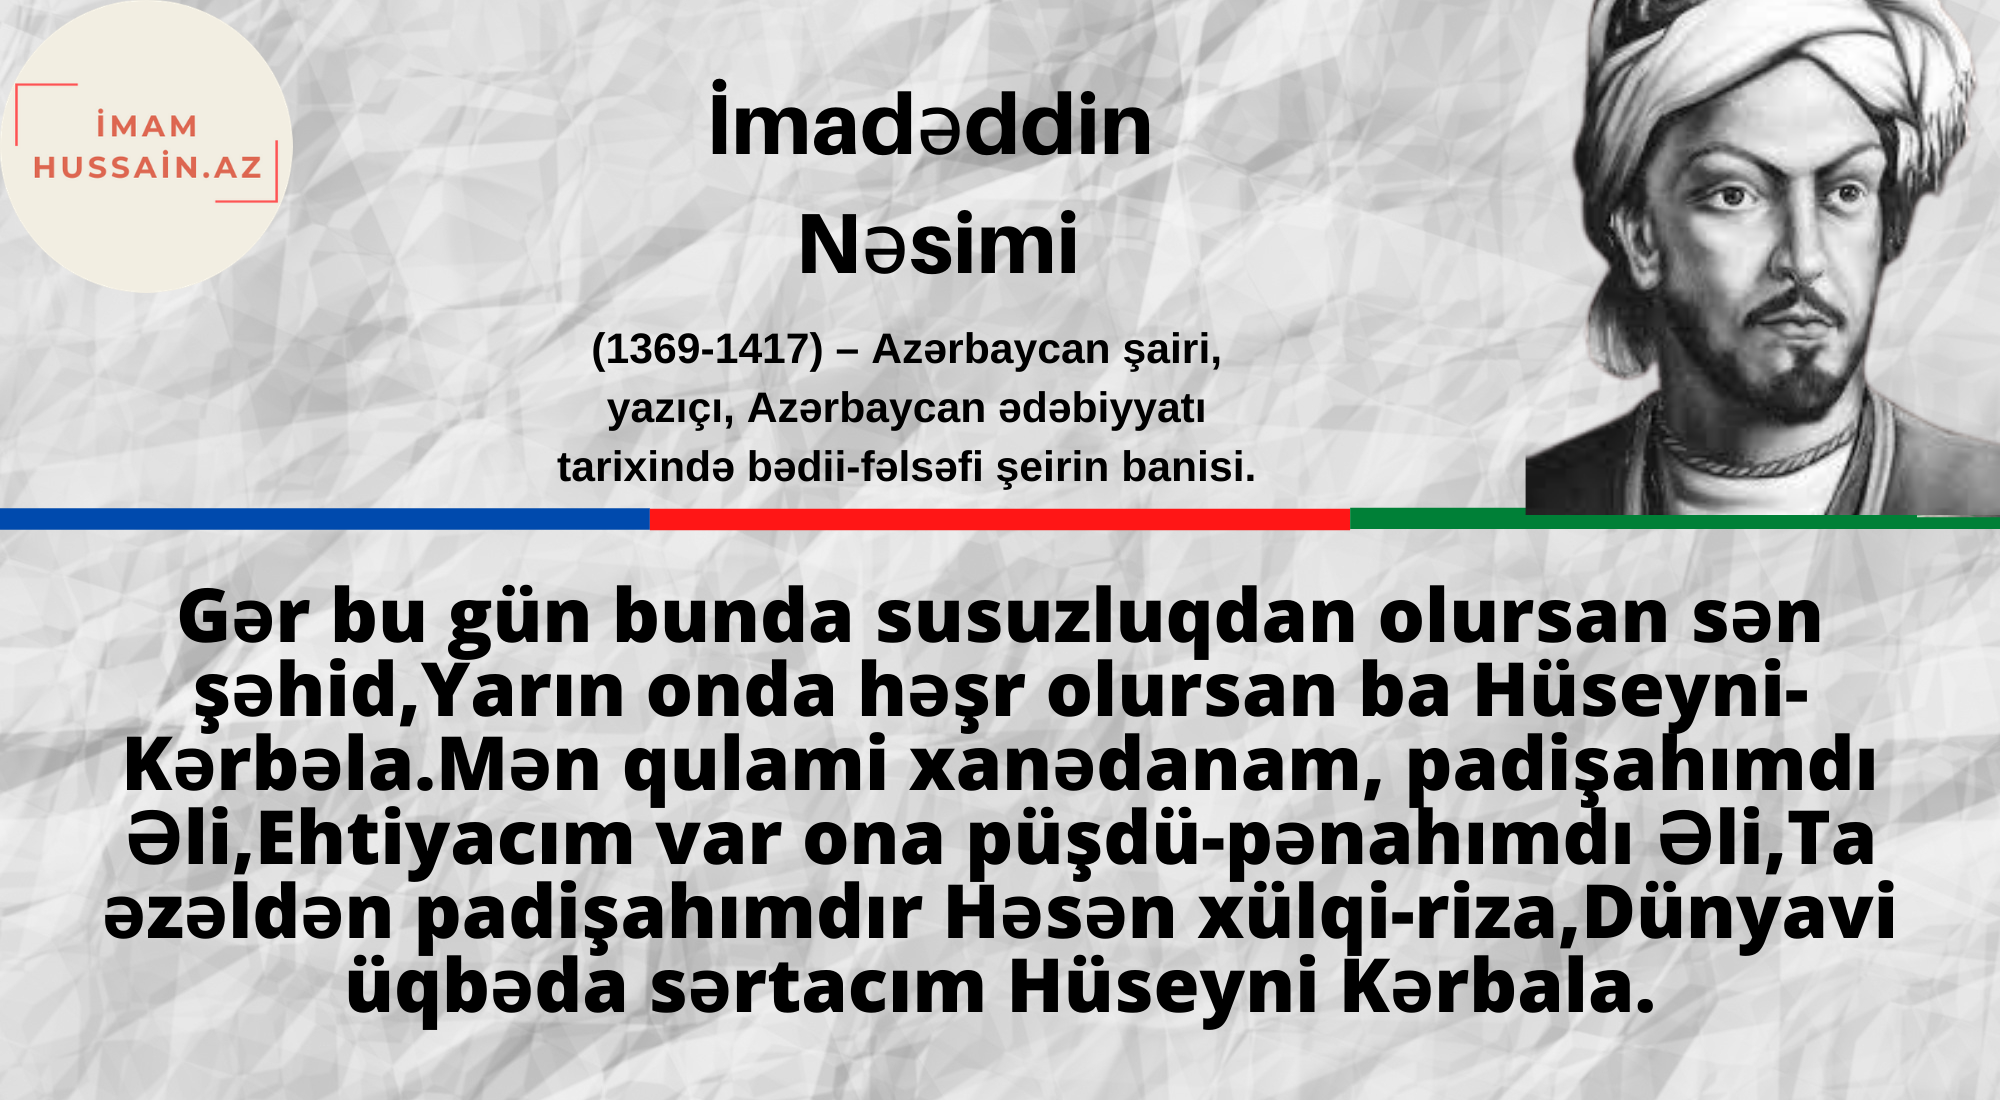 İMAM
HUSSAİN.AZ
İmadəddin
Nəsimi
(1369-1417) – Azərbaycan şairi,
yazıçı, Azərbaycan ədəbiyyatı
tarixində bədii-fəlsəfi şeirin banisi.
Gər bu gün bunda susuzluqdan olursan sən
şəhid,Yarın onda həşr olursan ba Hüseyni-
Kərbəla.Mən qulami xanədanam, padişahımdı
Əli,Ehtiyacım var ona püşdü-pənahımdı Əli,Ta
əzəldən padişahımdır Həsən xülqi-riza,Dünyavi
üqbəda sərtacım Hüseyni Kərbala.